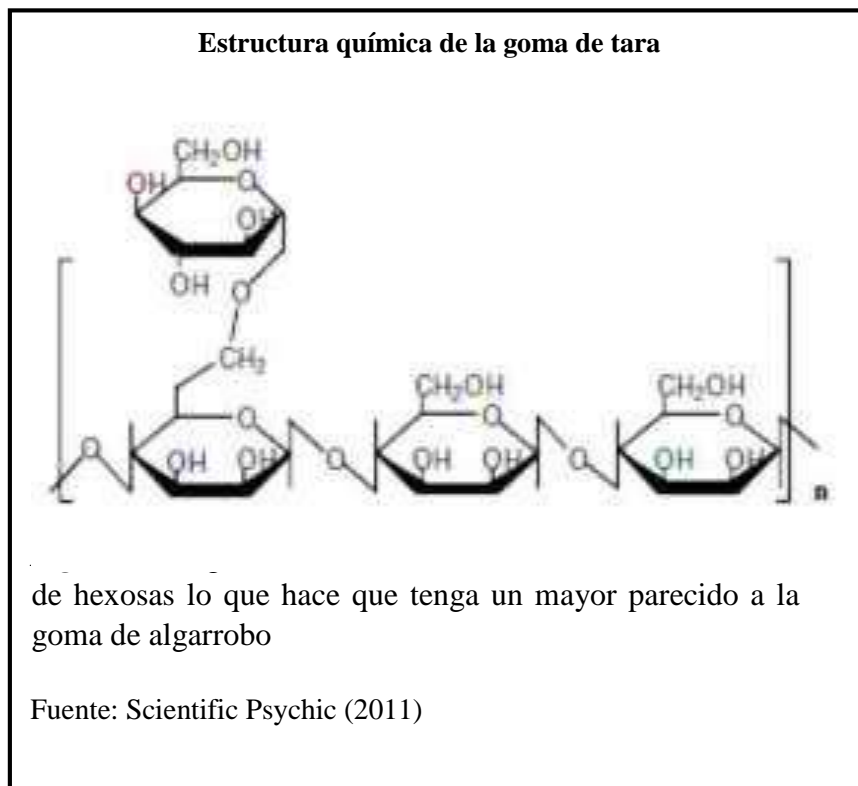 Estructura química de la goma de tara
CH2OH
OH
O
OH
OH
O
CH2
CH2OH
CH2OH
O
O
O
O
OH
OH
O
OH
OH
O
OH
OH
n
de hexosas lo que hace que tenga un mayor parecido a la
goma de algarrobo
Fuente: Scientific Psychic (2011)